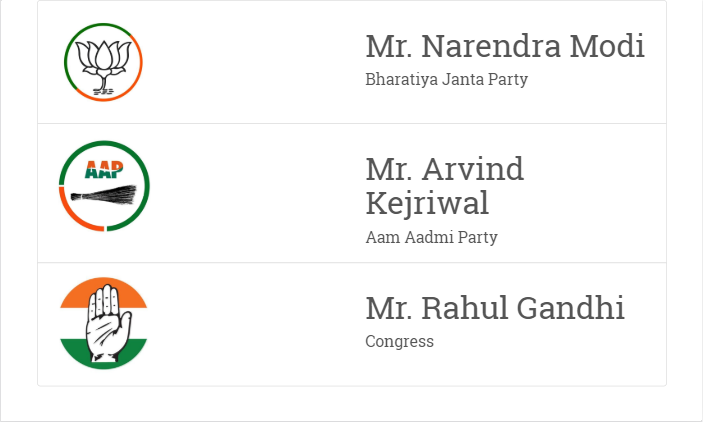 Mr. Narendra Modi
Bharatiya Janta Party
AAP
Mr. Arvind
Kejriwal
Aam Aadmi Party
Mr. Rahul Gandhi
Congress